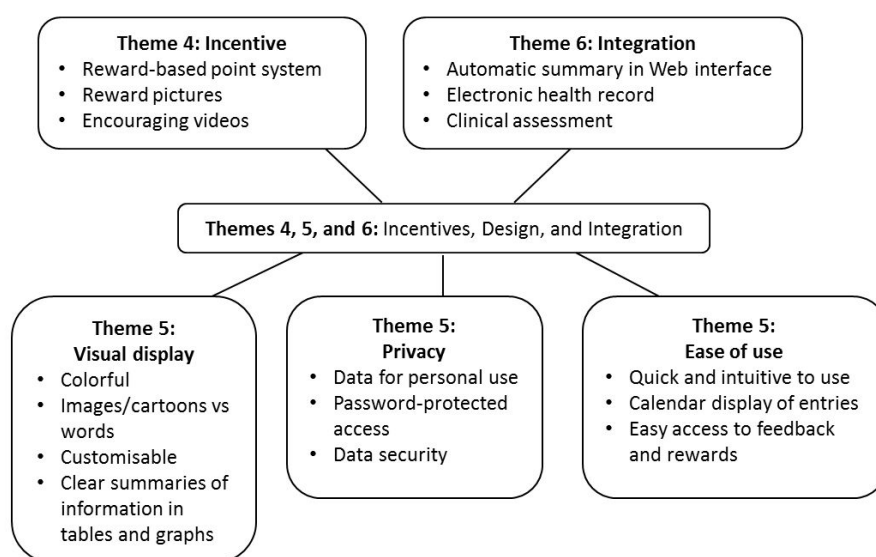 Theme 4: Incentive
• Reward-based point system
• Reward pictures
• Encouraging videos
Theme 6: Integration
• Automatic summary in Web interface
• Electronic health record
• Clinical assessment
Themes 4, 5, and 6: Incentives, Design, and Integration
Theme 5:
Visual display
• Colorful
• Images/cartoons vs
words
• Customisable
• Clear summaries of
information in
tables and graphs
Theme 5:
Privacy
• Data for personal use
• Password-protected
access
• Data security
Theme 5:
Ease of use
• Quick and intuitive to use
• Calendar display of entries
• Easy access to feedback
and rewards